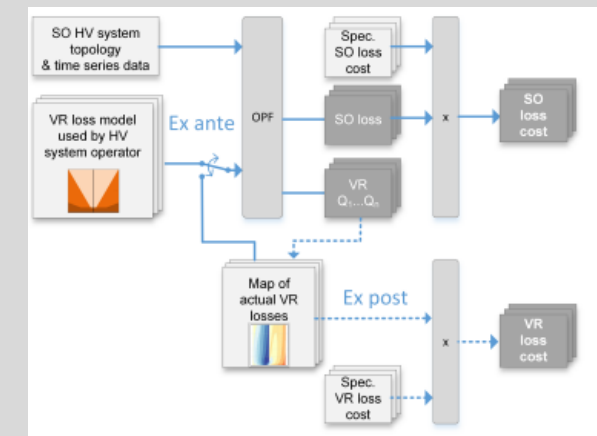 SO HV system
topology
& time series data
VR loss model
used by HV
system operator
Ex ante
OPF
Spec.
SO loss
cost
SO loss
VR
Q₁...Qₙ
x
SO
loss
cost
Map of
actual VR
losses
Ex post
Spec.
VR loss
cost
x
VR
loss
cost